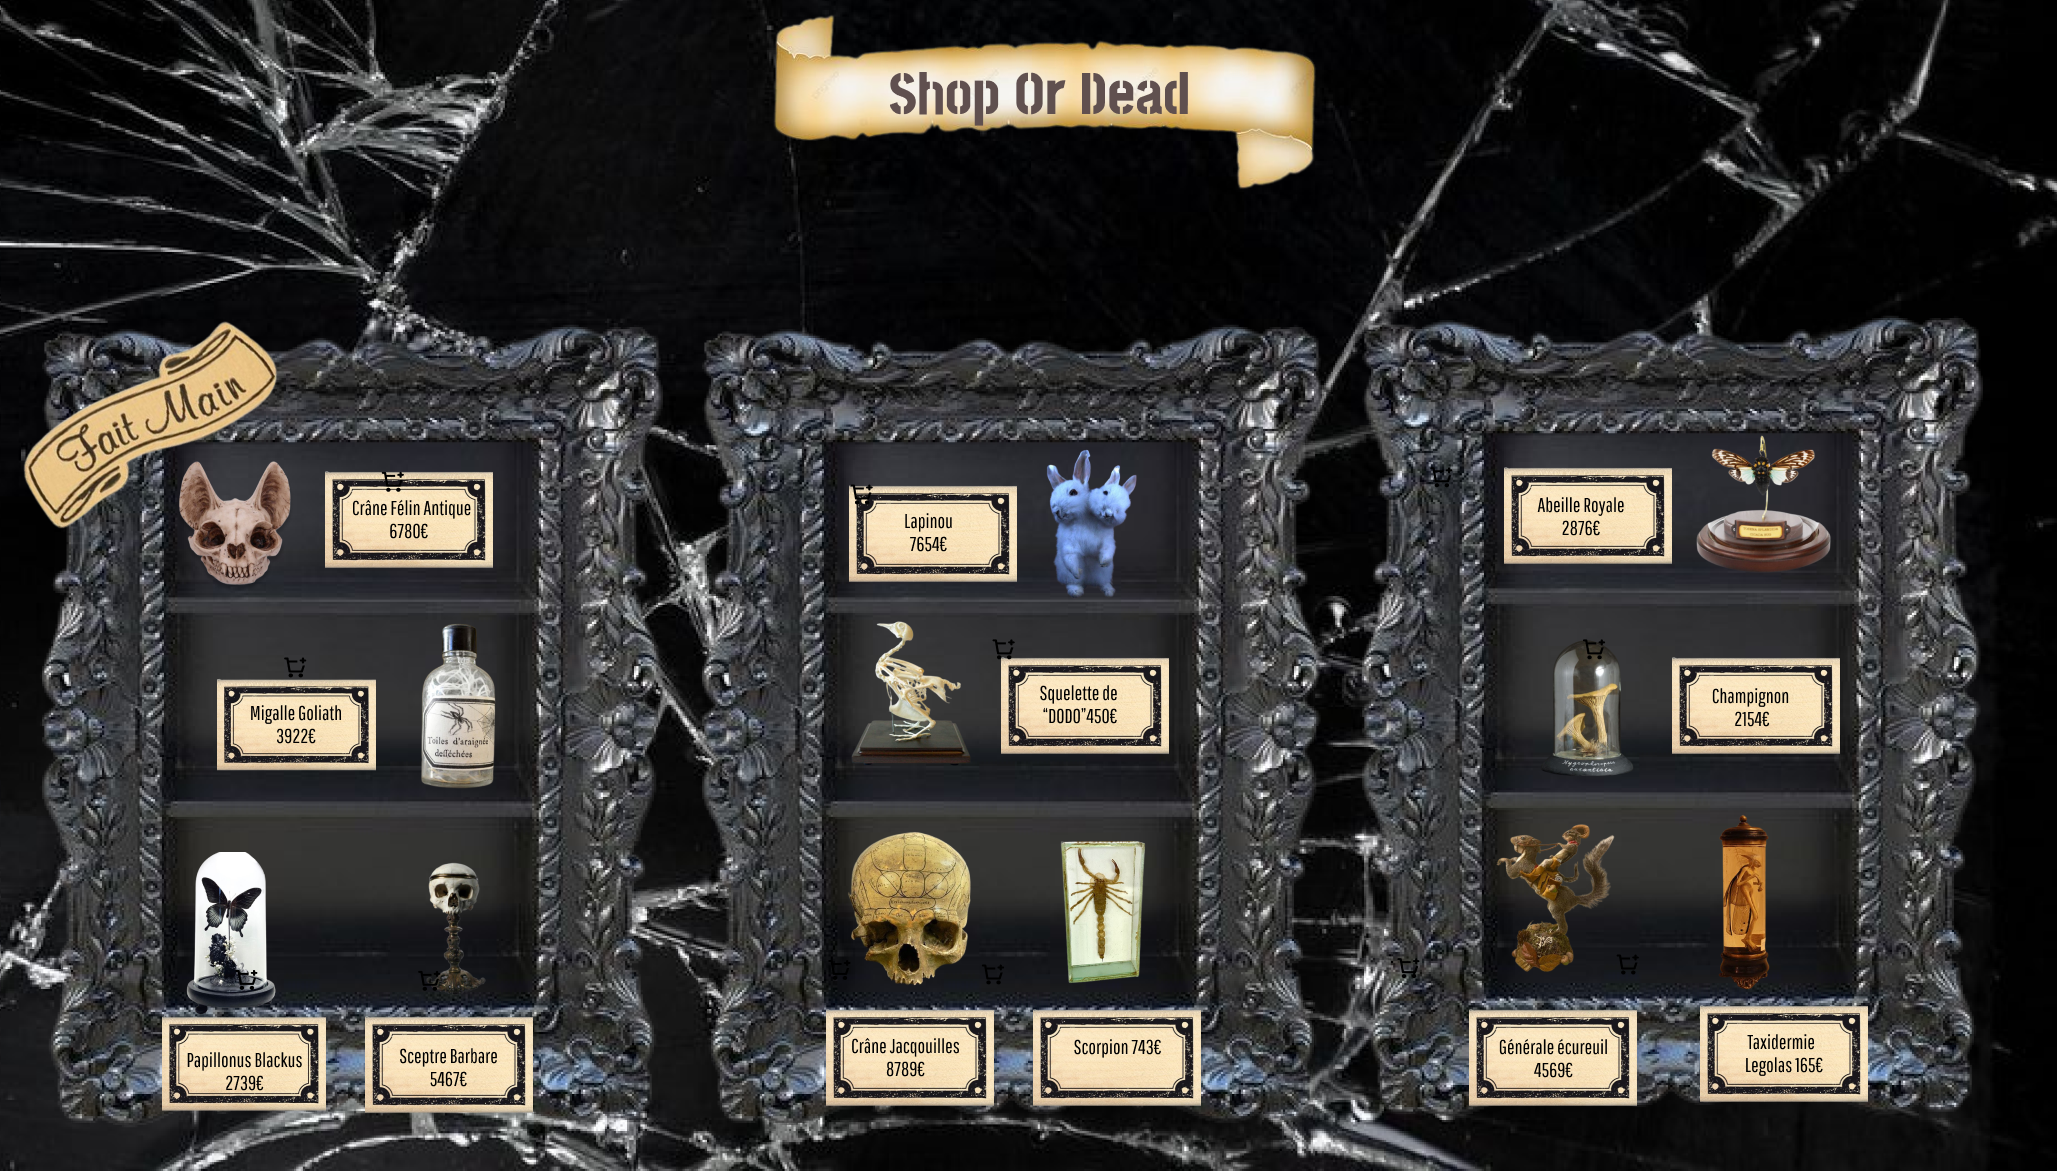 Shop Or Dead
Fait Main
Crâne Félin Antique
6780€
Lapinou
7654€
Abeille Royale
2876€
Migalle Goliath
3922€
Toiles d'araignée
desséchées
Squelette de
“DODO”450€
Champignon
2154€
Papillonus Blackus
2739€
Sceptre Barbare
5467€
Crâne Jacqouilles
8789€
Scorpion 743€
Générale écureuil
4569€
Taxidermie
Legolas 165€